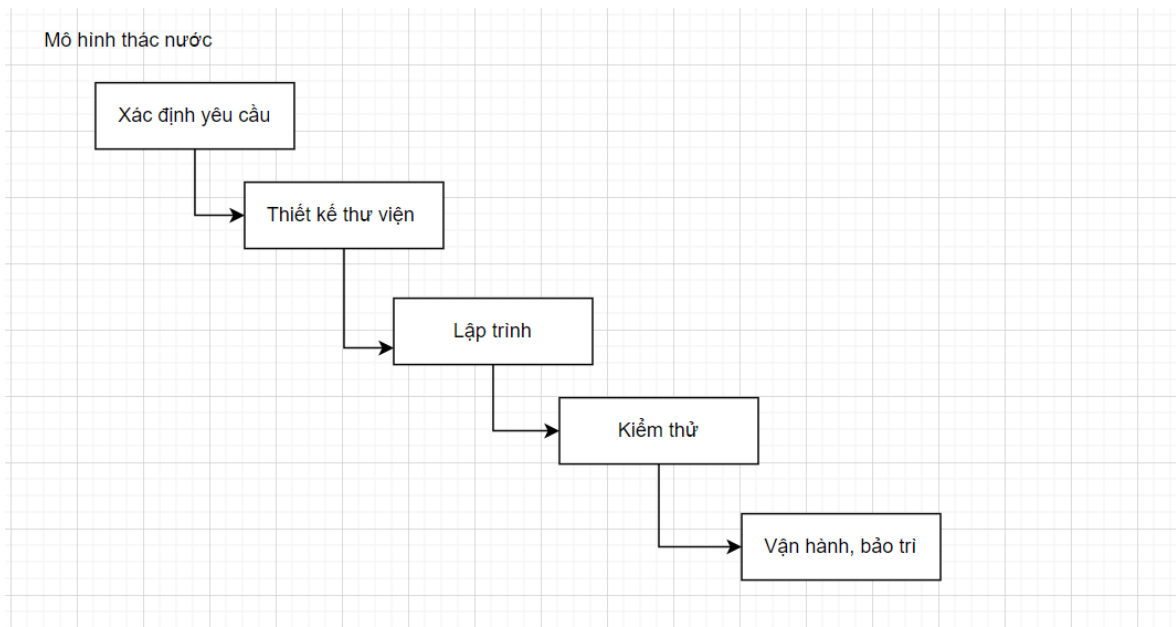 Mô hình thác nước
Xác định yêu cầu
Thiết kế thư viện
Lập trình
Kiểm thử
Vận hành, bảo trì